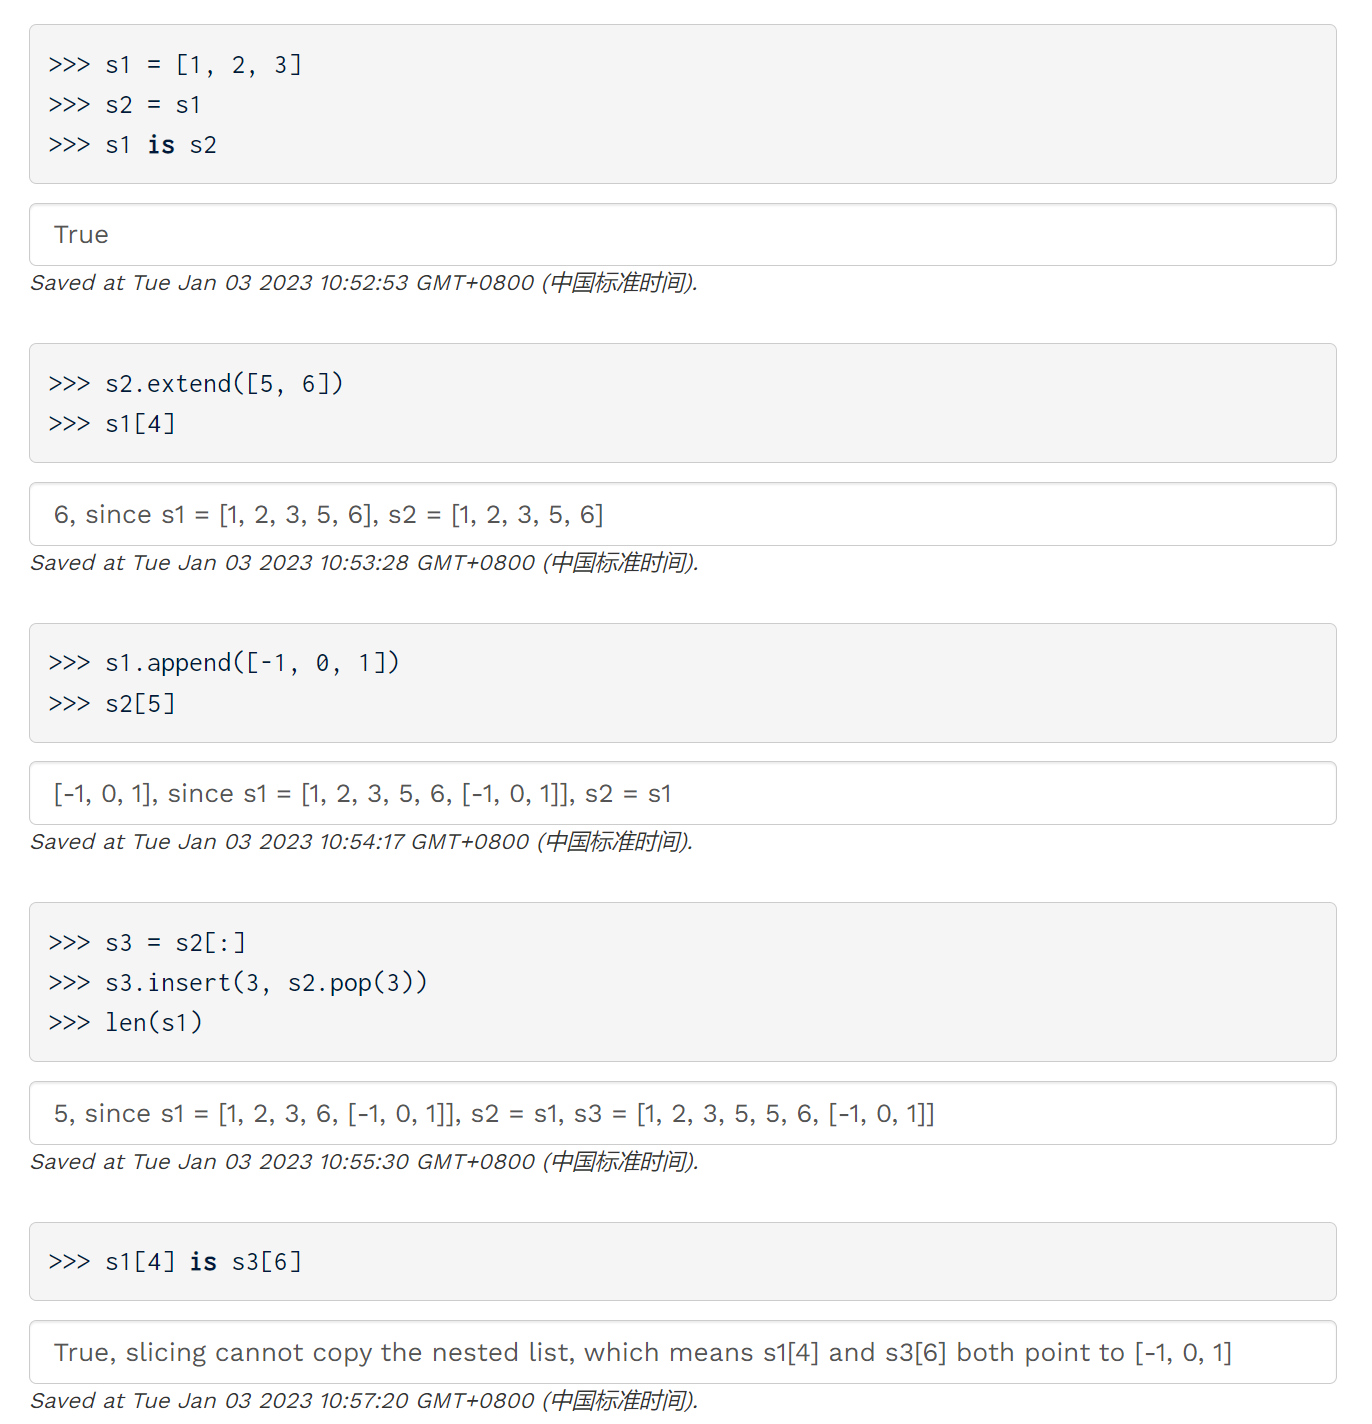 >>> s1 = [1, 2, 3]
>>> s2 = s1
>>> s1 is s2
True
Saved at Tue Jan 03 2023 10:52:53 GMT+0800 (中国标准时间).
>>> s2.extend([5, 6])
>>> s1[4]
6, since s1 = [1, 2, 3, 5, 6], s2 = [1, 2, 3, 5, 6]
Saved at Tue Jan 03 2023 10:53:28 GMT+0800 (中国标准时间).
>>> s1.append([-1, 0, 1])
>>> s2[5]
[-1, 0, 1], since s1 = [1, 2, 3, 5, 6, [-1, 0, 1]], s2 = s1
Saved at Tue Jan 03 2023 10:54:17 GMT+0800 (中国标准时间).
>>> s3 = s2[:]
>>> s3.insert(3, s2.pop(3))
>>> len(s1)
5, since s1 = [1, 2, 3, 6, [-1, 0, 1]], s2 = s1, s3 = [1, 2, 3, 5, 5, 6, [-1, 0, 1]]
Saved at Tue Jan 03 2023 10:55:30 GMT+0800 (中国标准时间).
>>> s1[4] is s3[6]
True, slicing cannot copy the nested list, which means s1[4] and s3[6] both point to [-1, 0, 1]
Saved at Tue Jan 03 2023 10:57:20 GMT+0800 (中国标准时间).